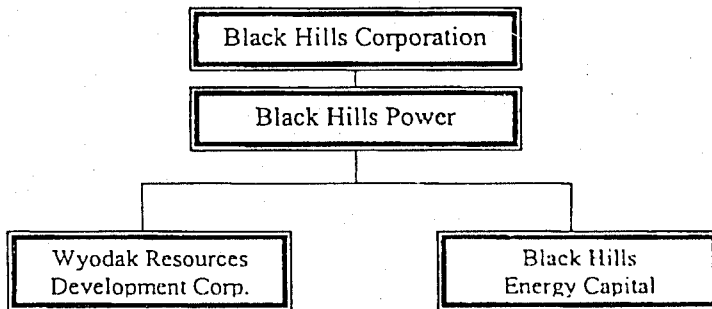 Black Hills Corporation
Black Hills Power
Wyodak Resources
Development Corp.
Black Hills
Energy Capital